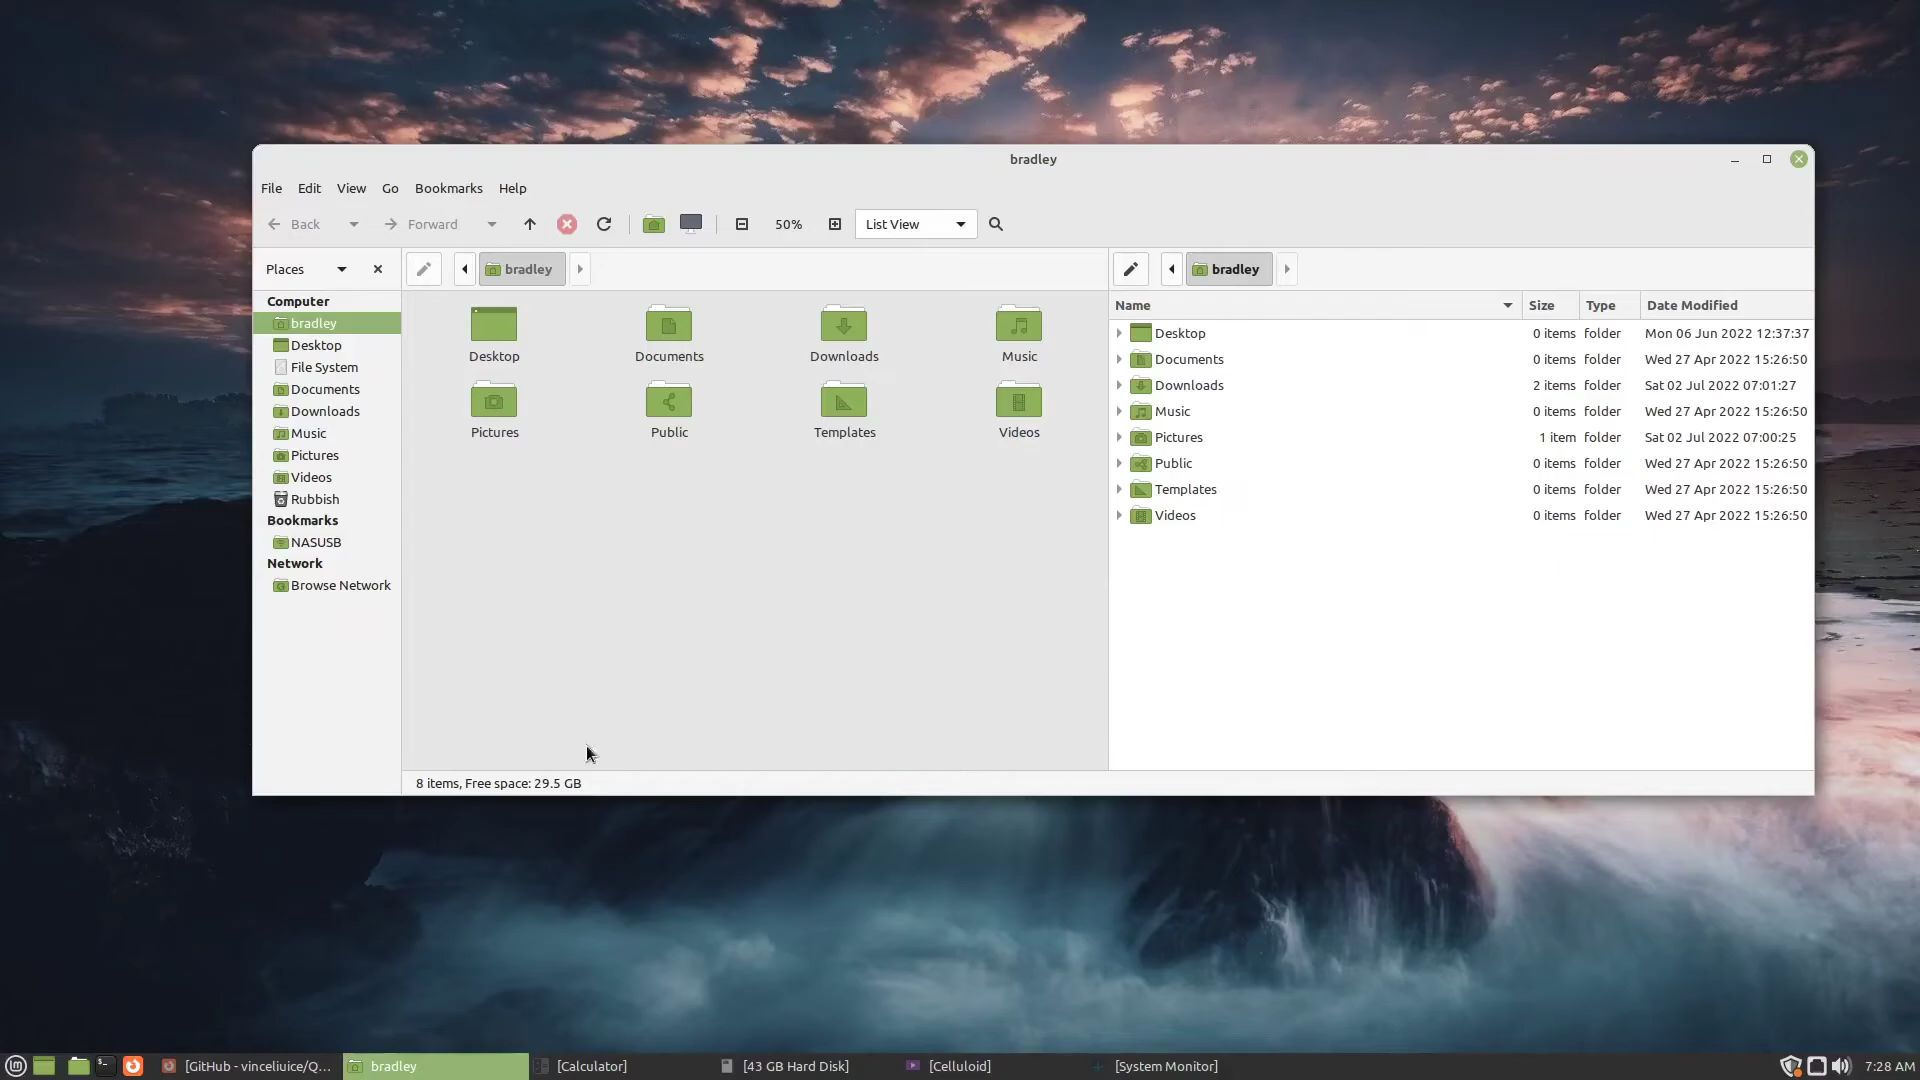 bradley
File Edit View Go Bookmarks Help
Back Forward 50% List View
Places bradley bradley
Computer
bradley
Desktop
File System
Documents
Downloads
Music
Pictures
Videos
Rubbish
Bookmarks
NASUSB
Network
Browse Network
Desktop Documents Downloads Music
Pictures Public Templates Videos
Name Size Type Date Modified
Desktop 0 items folder Mon 06 Jun 2022 12:37:37
Documents 0 items folder Wed 27 Apr 2022 15:26:50
Downloads 2 items folder Sat 02 Jul 2022 07:01:27
Music 0 items folder Wed 27 Apr 2022 15:26:50
Pictures 1 item folder Sat 02 Jul 2022 07:00:25
Public 0 items folder Wed 27 Apr 2022 15:26:50
Templates 0 items folder Wed 27 Apr 2022 15:26:50
Videos 0 items folder Wed 27 Apr 2022 15:26:50
8 items, Free space: 29.5 GB
[GitHub - vinceliuice/Q... bradley [Calculator] [43 GB Hard Disk] [Celluloid] [System Monitor] 7:28 AM